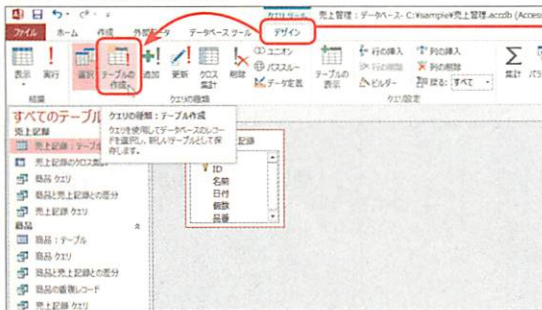 クエリ ツール 売上管理 : データベース- C:¥sample¥売上管理.accdb (Access
ファイル ホーム 作成 外部データ データベース ツール デザイン
表示 実行 選択 テーブルの作成 追加 更新 クロス集計 削除
ユニオン
パススルー
データ定義
テーブルの表示
行の挿入
行の削除
ビルダー
列の挿入
列の削除
戻る: すべて
集計
結果 クエリの種類 クエリ設定
すべてのテーブル
クエリの種類 : テーブル作成
クエリを使用してデータベースのレコー
ドを選択し、新しいテーブルとして保
存します。
売上記録
売上記録 : テーブル
売上記録のクロス集計
商品 クエリ
商品と売上記録との差分
売上記録 クエリ
商品
商品 : テーブル
商品 クエリ
商品と売上記録との差分
商品の重複レコード
売上記録 クエリ
記録
ID
名前
日付
個数
品番